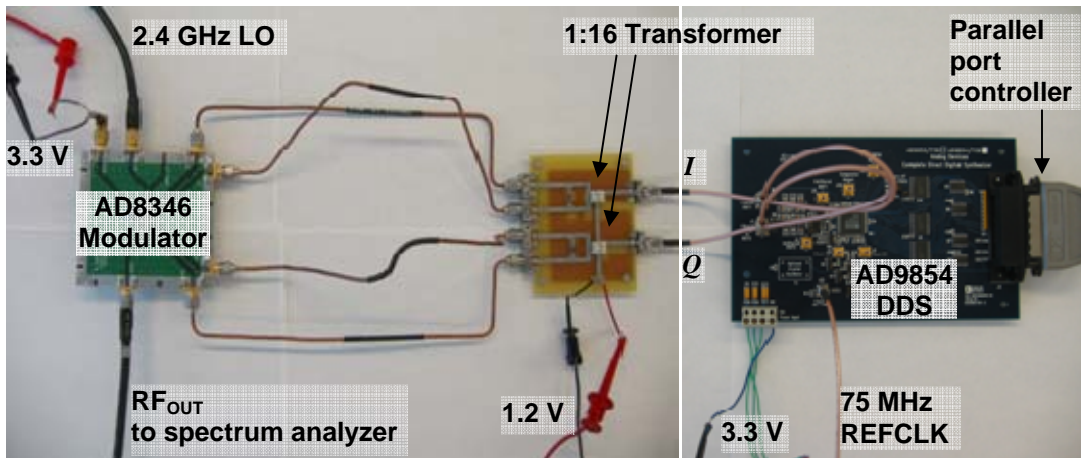 2.4 GHz LO
1:16 Transformer
Parallel
port
controller
3.3 V
AD8346
Modulator
I
Q
AD9854
DDS
RF_OUT
to spectrum analyzer
1.2 V
3.3 V
75 MHz
REFCLK